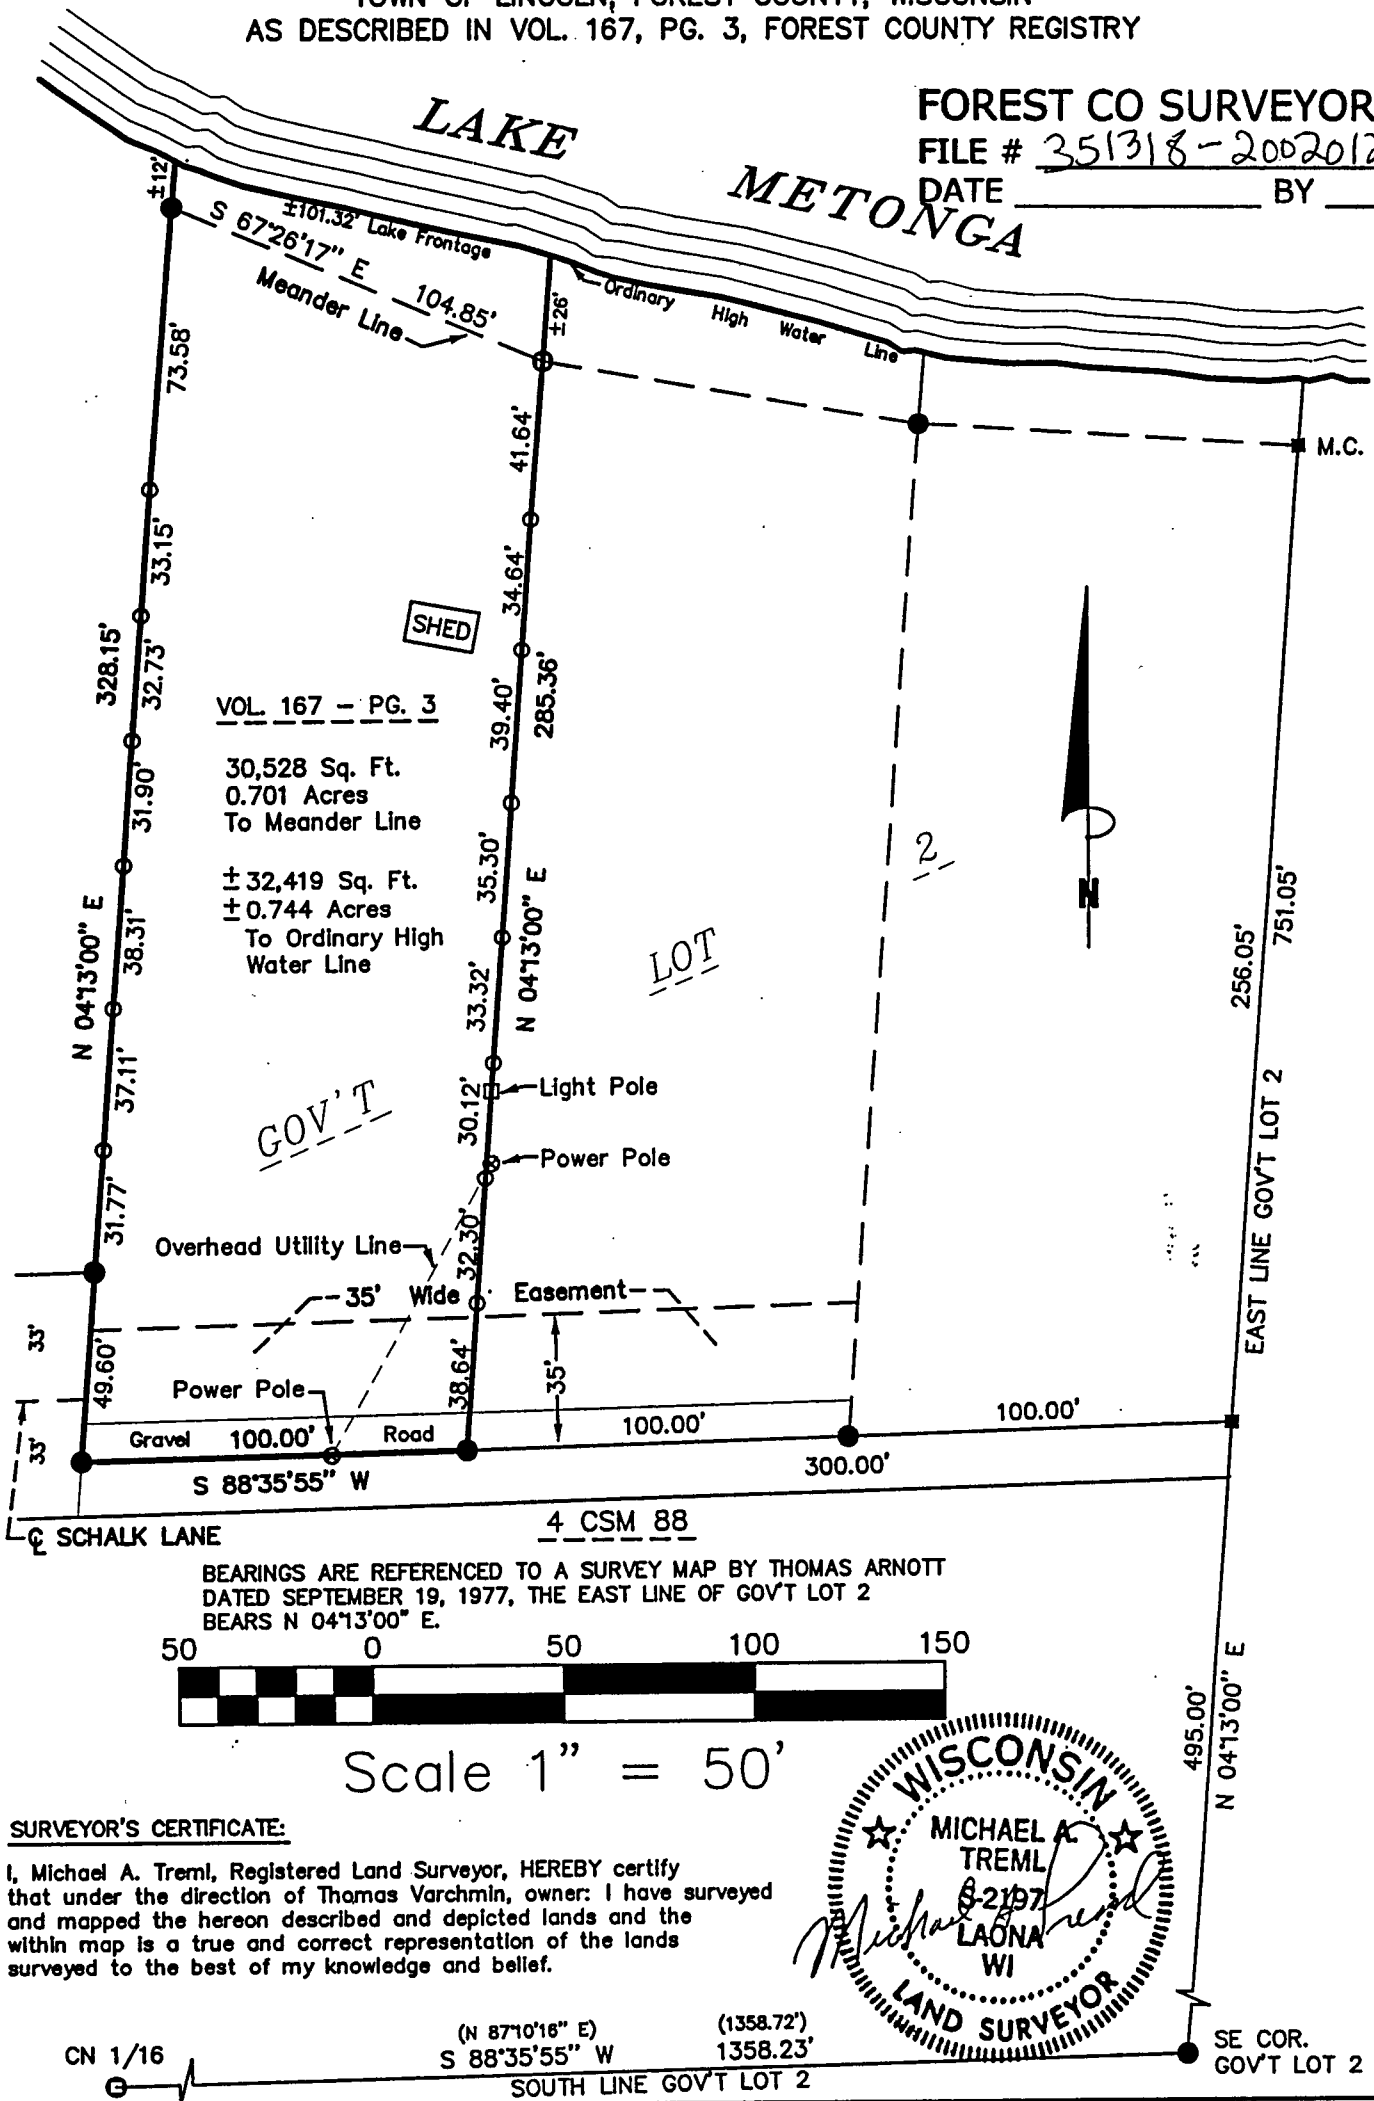 TOWN OF LINCOLN, FOREST COUNTY, WISCONSIN
AS DESCRIBED IN VOL. 167, PG. 3, FOREST COUNTY REGISTRY
FOREST CO SURVEYOR
FILE # 351318-2002012
DATE BY
LAKE METONGA
±12'
±101.32' Lake Frontage
S 67°26'17" E 104.85'
Meander Line
±26'
Ordinary High Water Line
M.C.
73.58'
33.15'
32.73'
328.15'
31.90'
38.31'
N 04°13'00" E
37.11'
31.77'
49.60'
33'
33'
41.64'
34.64'
39.40'
285.36'
35.30'
33.32'
N 04°13'00" E
30.12'
32.30'
38.64'
SHED
VOL. 167 - PG. 3
30,528 Sq. Ft.
0.701 Acres
To Meander Line
± 32,419 Sq. Ft.
± 0.744 Acres
To Ordinary High
Water Line
GOV'T LOT 2
N
Light Pole
Power Pole
Overhead Utility Line
35' Wide Easement
35'
Power Pole
Gravel 100.00' Road
100.00'
100.00'
300.00'
S 88°35'55" W
256.05'
751.05'
EAST LINE GOV'T LOT 2
℄ SCHALK LANE
4 CSM 88
BEARINGS ARE REFERENCED TO A SURVEY MAP BY THOMAS ARNOTT
DATED SEPTEMBER 19, 1977, THE EAST LINE OF GOV'T LOT 2
BEARS N 04°13'00" E.
50 0 50 100 150
Scale 1" = 50'
495.00'
N 04°13'00" E
SURVEYOR'S CERTIFICATE:
I, Michael A. Treml, Registered Land Surveyor, HEREBY certify
that under the direction of Thomas Varchmin, owner: I have surveyed
and mapped the hereon described and depicted lands and the
within map is a true and correct representation of the lands
surveyed to the best of my knowledge and belief.
WISCONSIN
MICHAEL A.
TREML
S-2197
LAONA
WI
LAND SURVEYOR
Michael A Treml
(N 87°10'16" E) (1358.72')
S 88°35'55" W 1358.23'
SOUTH LINE GOV'T LOT 2
CN 1/16
SE COR.
GOV'T LOT 2